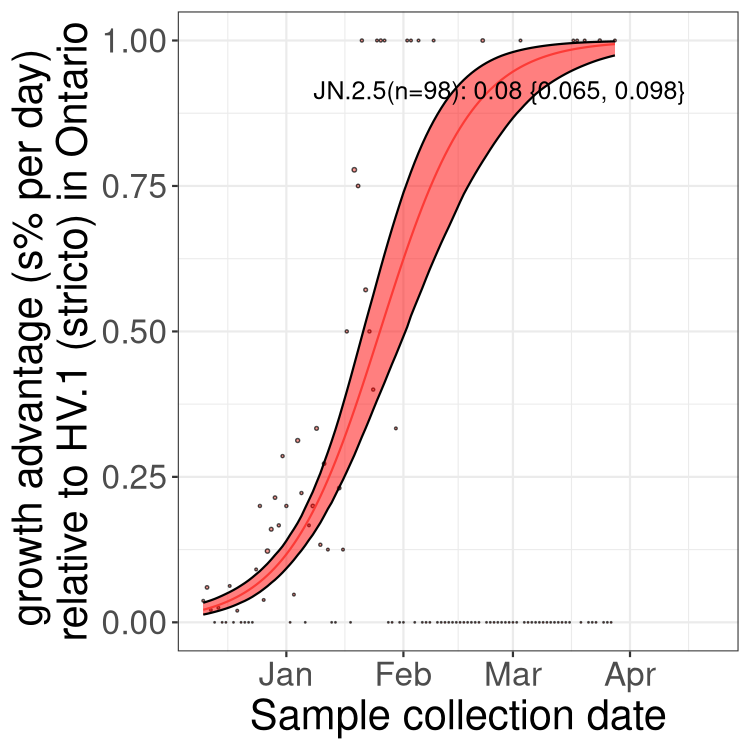 growth advantage (s% per day)
relative to HV.1 (stricto) in Ontario
1.00
0.75
0.50
0.25
0.00
JN.2.5(n=98): 0.08 {0.065, 0.098}
Jan Feb Mar Apr
Sample collection date